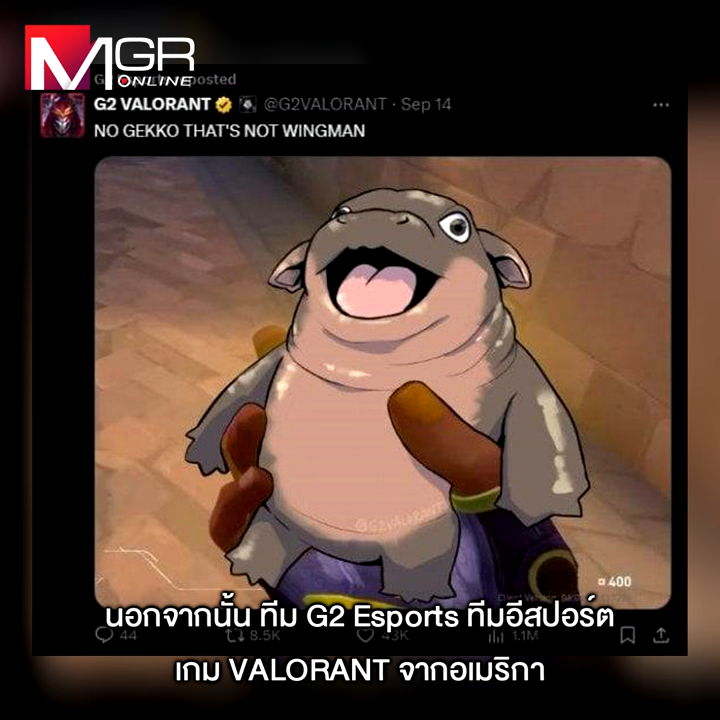 MGR
ONLINE
posted
G2 VALORANT @G2VALORANT · Sep 14
NO GEKKO THAT'S NOT WINGMAN
@G2VALORANT
400
นอกจากนั้น ทีม G2 Esports ทีมอีสปอร์ต
44 8.5K 43K 1.1M
เกม VALORANT จากอเมริกา